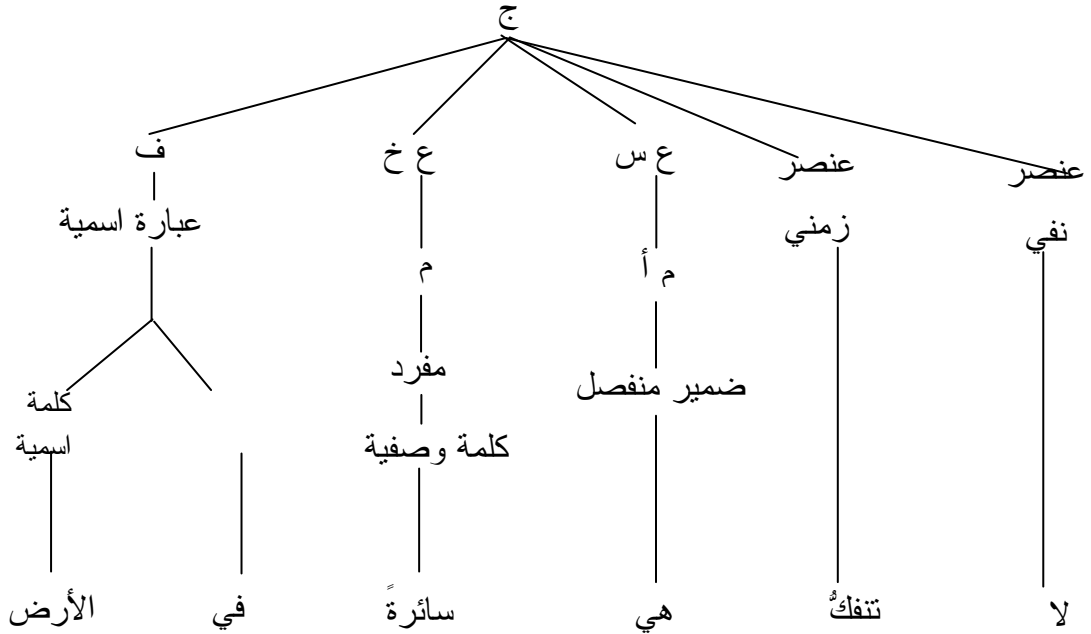 ج
عنصر عنصر ع س ع خ ف
نفي زمني عبارة اسمية
م أ م
ضمير منفصل مفرد كلمة
كلمة وصفية اسمية
لا تنفكُّ هي سائرةً في الأرض